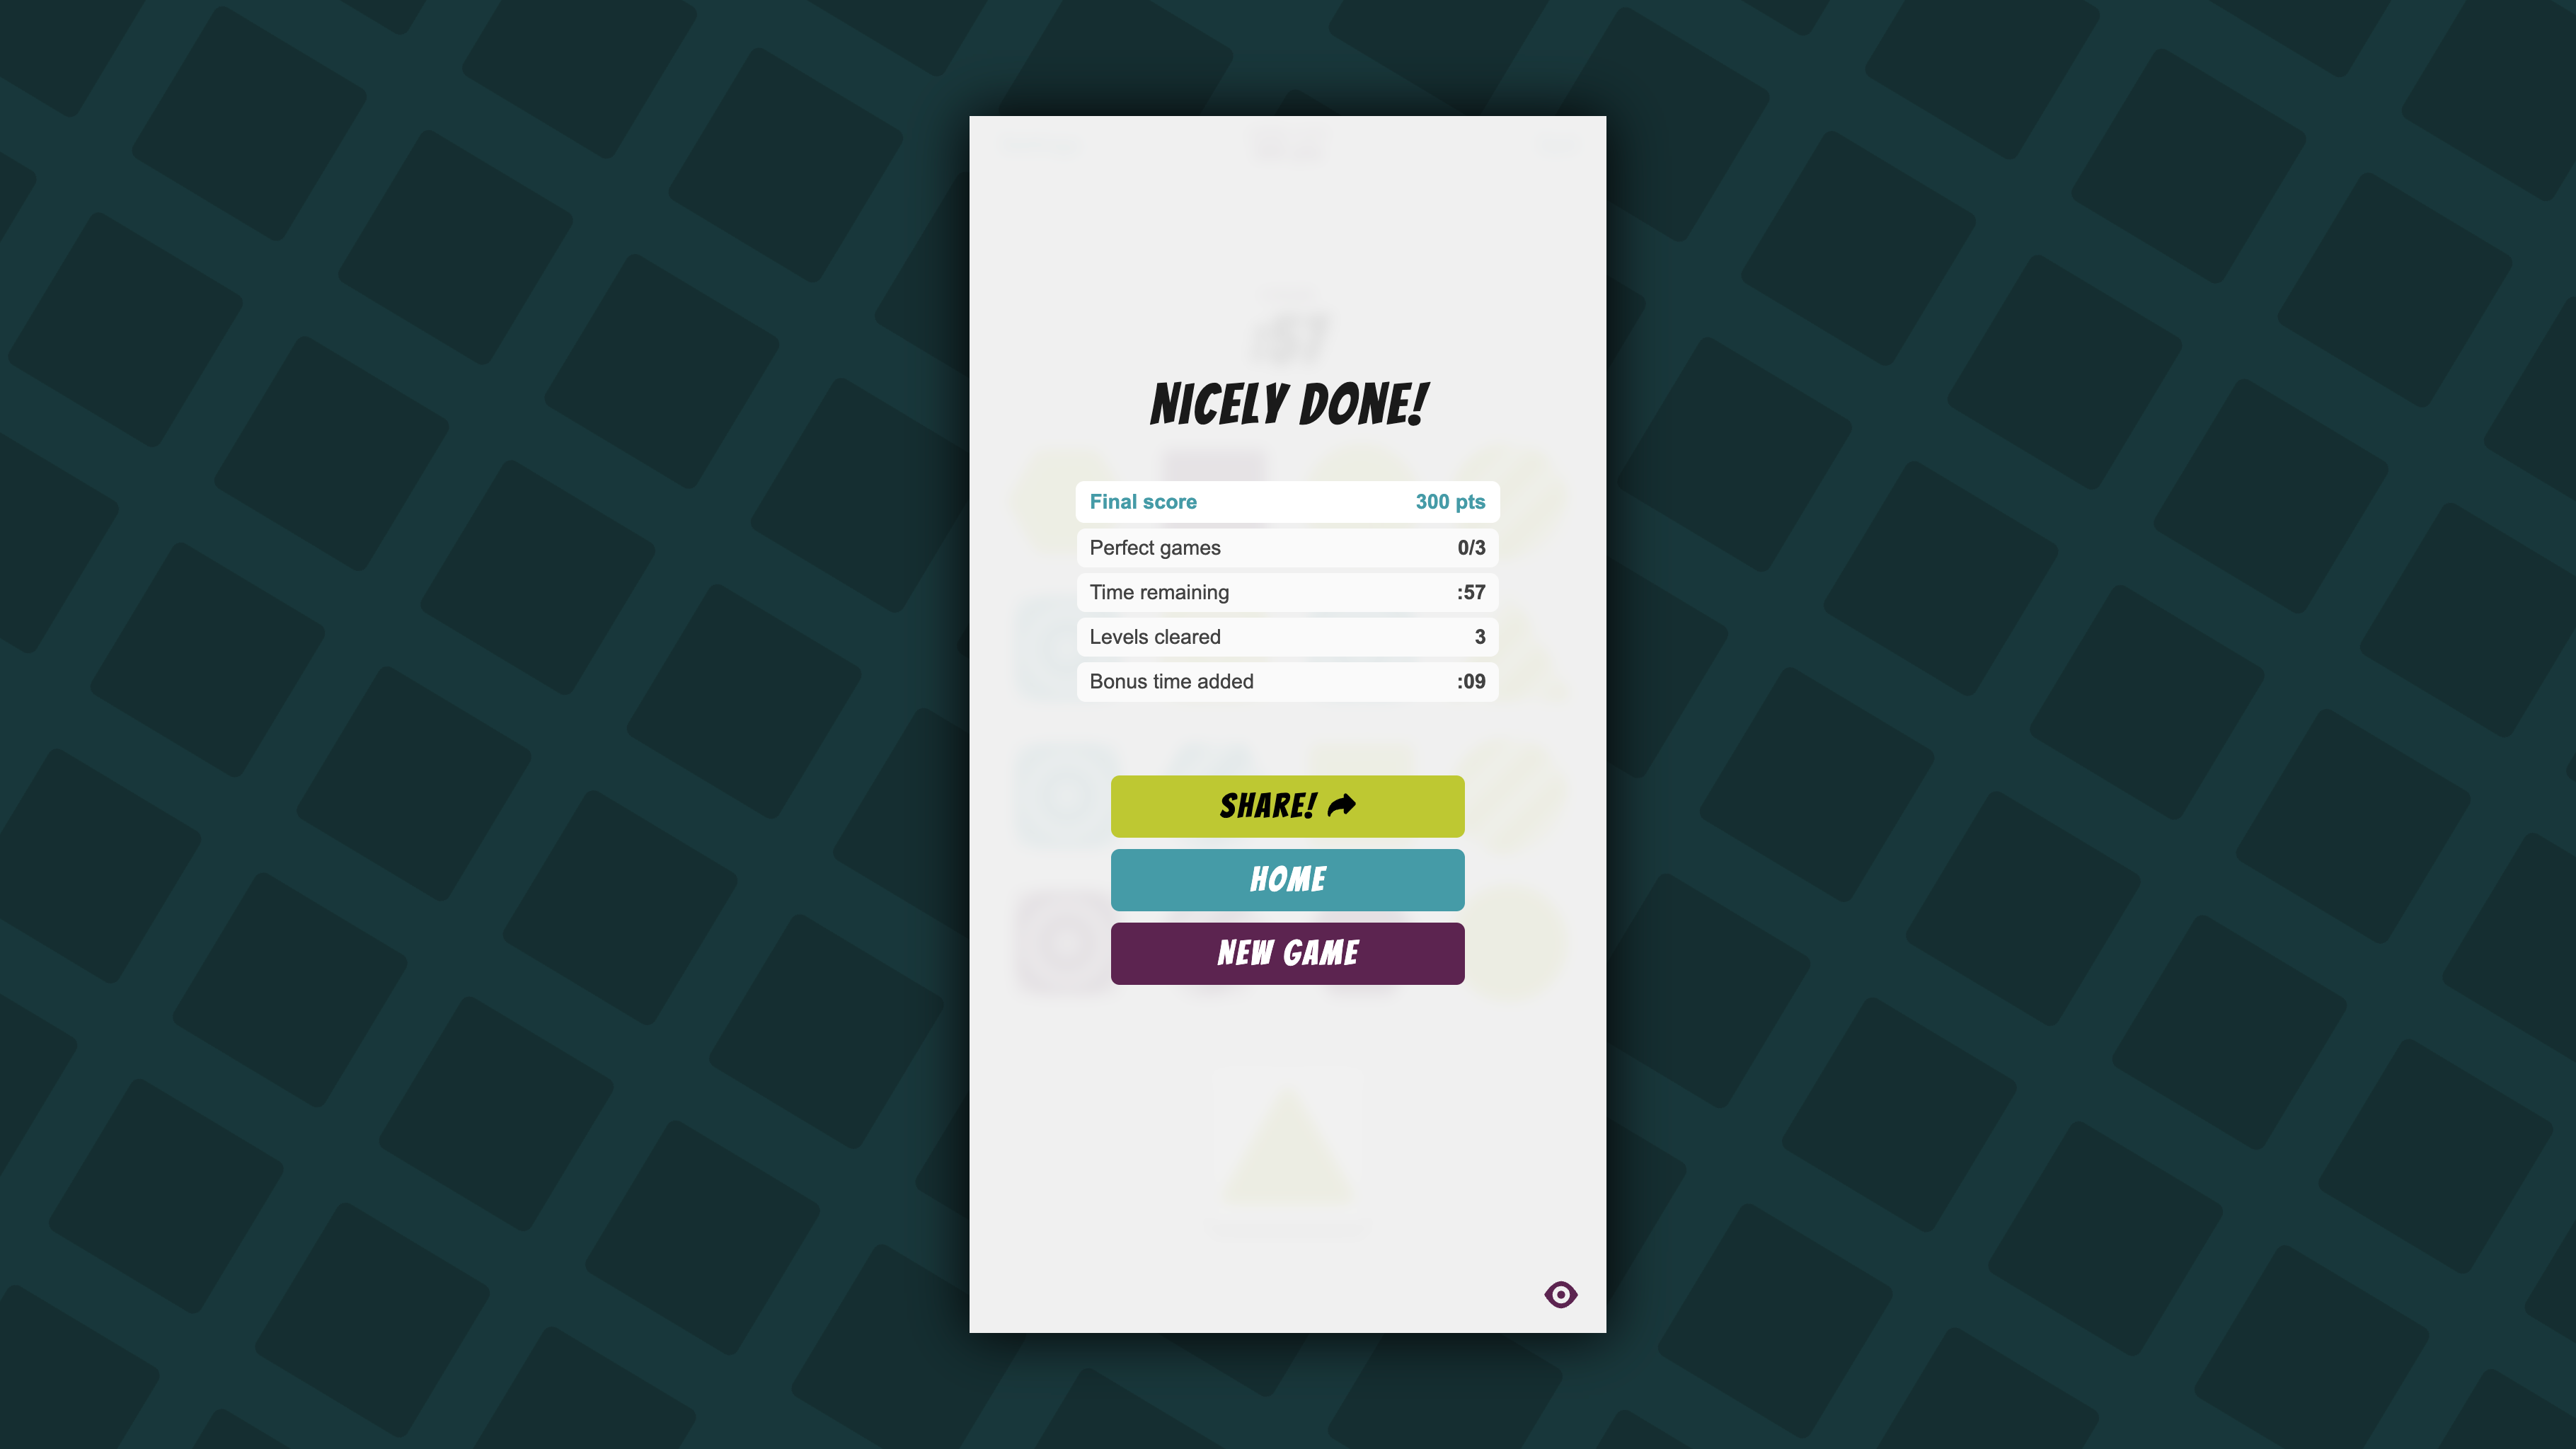 :57
NICELY DONE!
Final score 300 pts
Perfect games 0/3
Time remaining :57
Levels cleared 3
Bonus time added :09
SHARE!
HOME
NEW GAME